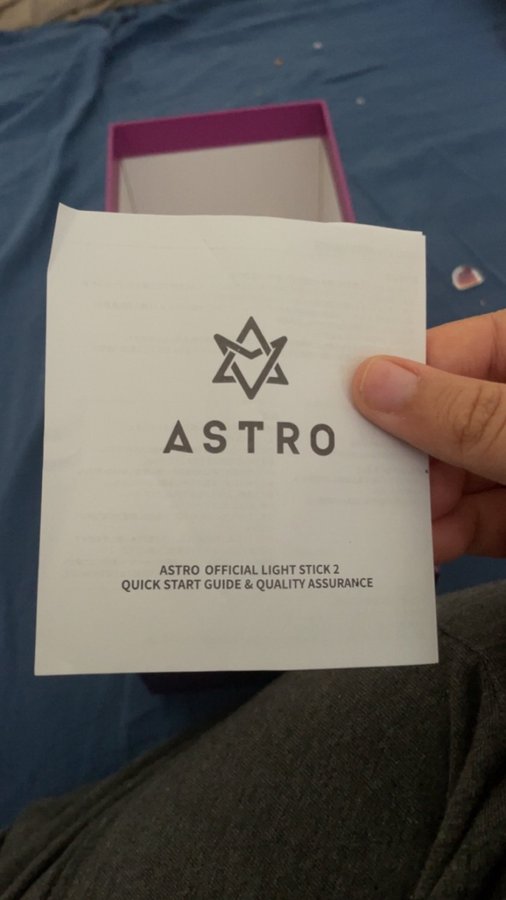 ASTRO
ASTRO OFFICIAL LIGHT STICK 2
QUICK START GUIDE & QUALITY ASSURANCE